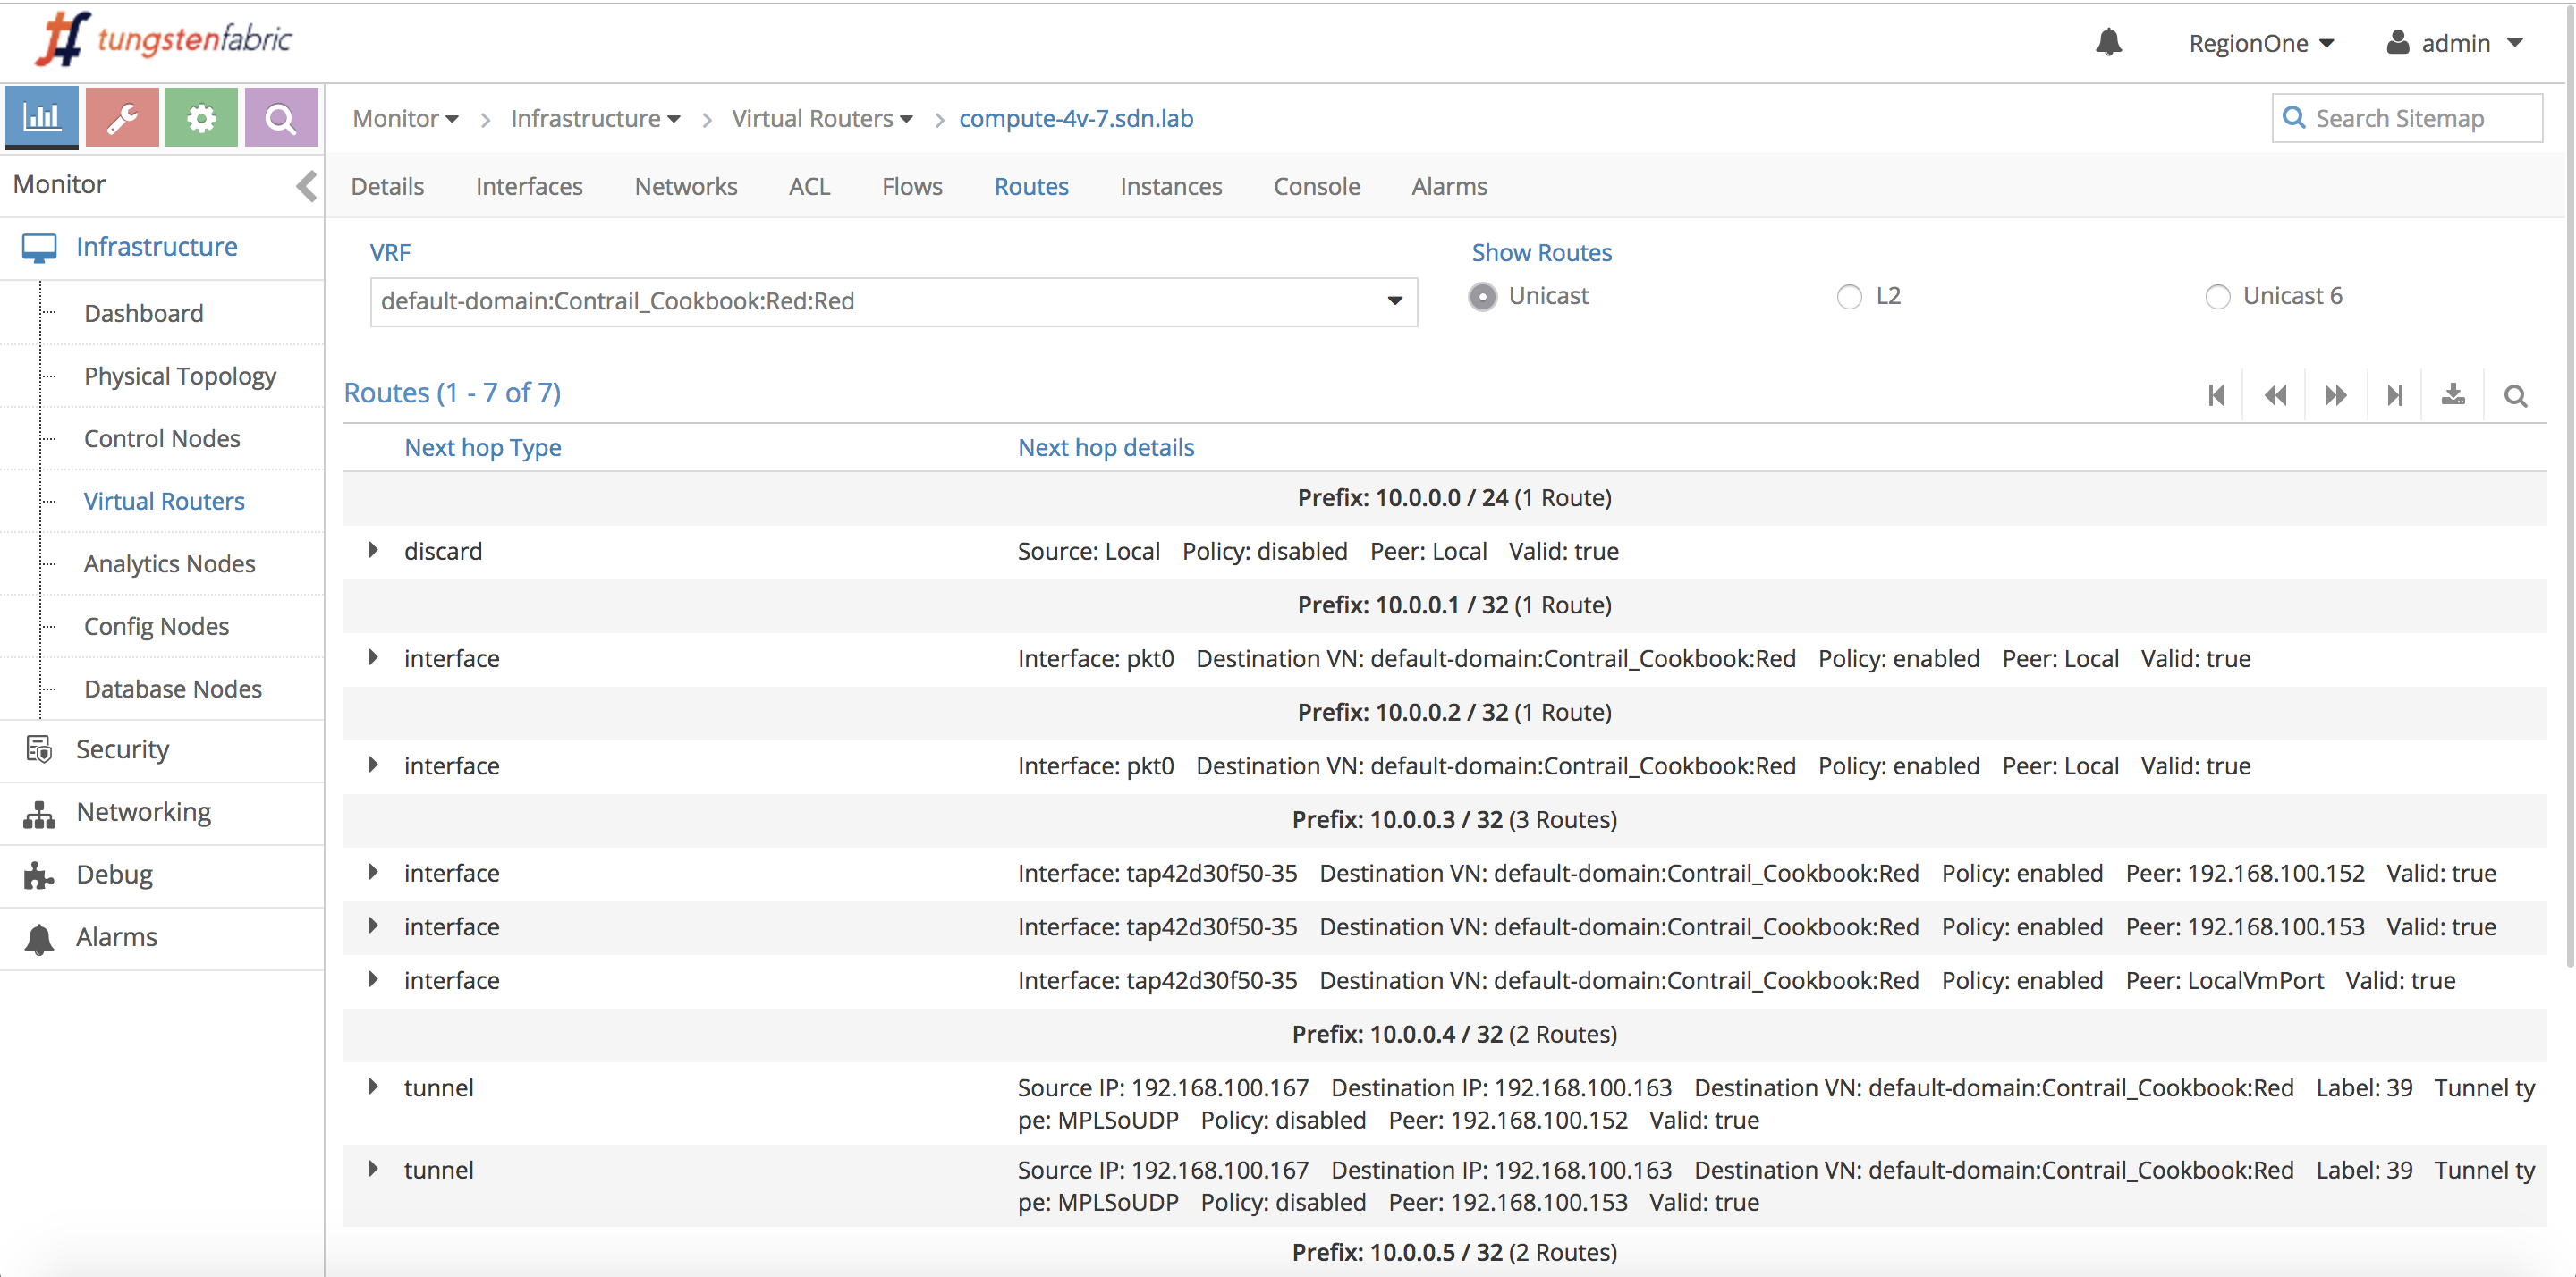 tungstenfabric
RegionOne
admin
Monitor
Infrastructure
Virtual Routers
compute-4v-7.sdn.lab
Search Sitemap
Monitor
Infrastructure
Dashboard
Physical Topology
Control Nodes
Virtual Routers
Analytics Nodes
Config Nodes
Database Nodes
Security
Networking
Debug
Alarms
Details Interfaces Networks ACL Flows Routes Instances Console Alarms
VRF
default-domain:Contrail_Cookbook:Red:Red
Show Routes
Unicast L2 Unicast 6
Routes (1 - 7 of 7)
Next hop Type Next hop details
Prefix: 10.0.0.0 / 24 (1 Route)
discard Source: Local Policy: disabled Peer: Local Valid: true
Prefix: 10.0.0.1 / 32 (1 Route)
interface Interface: pkt0 Destination VN: default-domain:Contrail_Cookbook:Red Policy: enabled Peer: Local Valid: true
Prefix: 10.0.0.2 / 32 (1 Route)
interface Interface: pkt0 Destination VN: default-domain:Contrail_Cookbook:Red Policy: enabled Peer: Local Valid: true
Prefix: 10.0.0.3 / 32 (3 Routes)
interface Interface: tap42d30f50-35 Destination VN: default-domain:Contrail_Cookbook:Red Policy: enabled Peer: 192.168.100.152 Valid: true
interface Interface: tap42d30f50-35 Destination VN: default-domain:Contrail_Cookbook:Red Policy: enabled Peer: 192.168.100.153 Valid: true
interface Interface: tap42d30f50-35 Destination VN: default-domain:Contrail_Cookbook:Red Policy: enabled Peer: LocalVmPort Valid: true
Prefix: 10.0.0.4 / 32 (2 Routes)
tunnel Source IP: 192.168.100.167 Destination IP: 192.168.100.163 Destination VN: default-domain:Contrail_Cookbook:Red Label: 39 Tunnel ty
pe: MPLSoUDP Policy: disabled Peer: 192.168.100.152 Valid: true
tunnel Source IP: 192.168.100.167 Destination IP: 192.168.100.163 Destination VN: default-domain:Contrail_Cookbook:Red Label: 39 Tunnel ty
pe: MPLSoUDP Policy: disabled Peer: 192.168.100.153 Valid: true
Prefix: 10.0.0.5 / 32 (2 Routes)